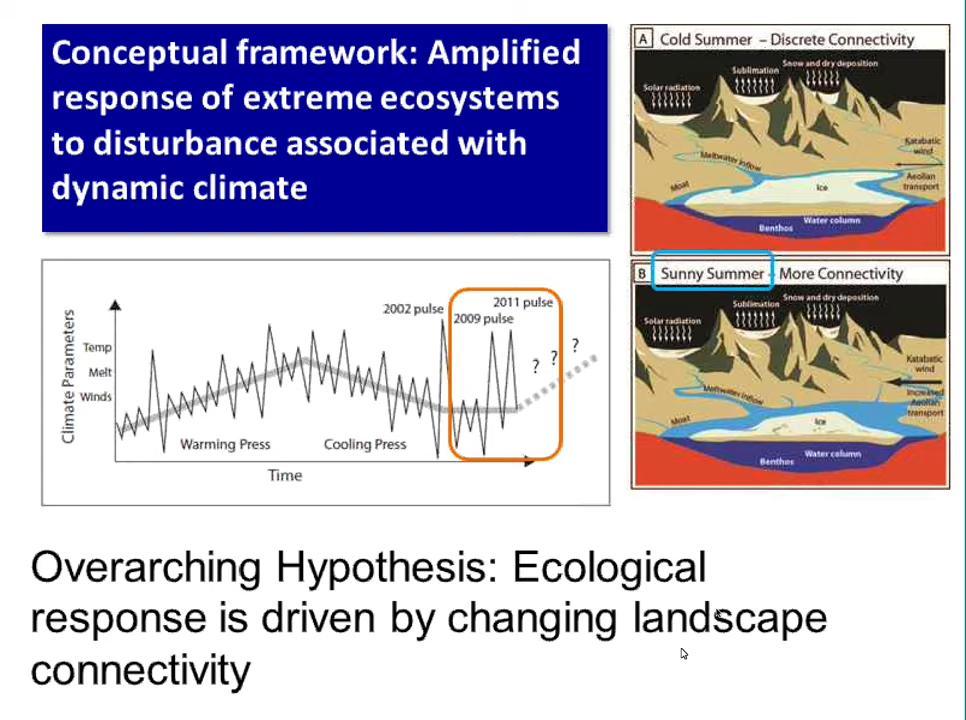 Conceptual framework: Amplified
response of extreme ecosystems
to disturbance associated with
dynamic climate
A Cold Summer – Discrete Connectivity
Snow and dry deposition
Sublimation
Solar radiation
Katabatic
wind
Meltwater inflow
Aeolian
transport
Moat
Ice
Water column
Benthos
B Sunny Summer - More Connectivity
Snow and dry deposition
Sublimation
Solar radiation
Katabatic
wind
Meltwater inflow
Increased
Aeolian
transport
Moat
Ice
Water column
Benthos
Climate Parameters
Temp
Melt
Winds
2002 pulse
2011 pulse
2009 pulse
? ? ?
Warming Press
Cooling Press
Time
Overarching Hypothesis: Ecological
response is driven by changing landscape
connectivity